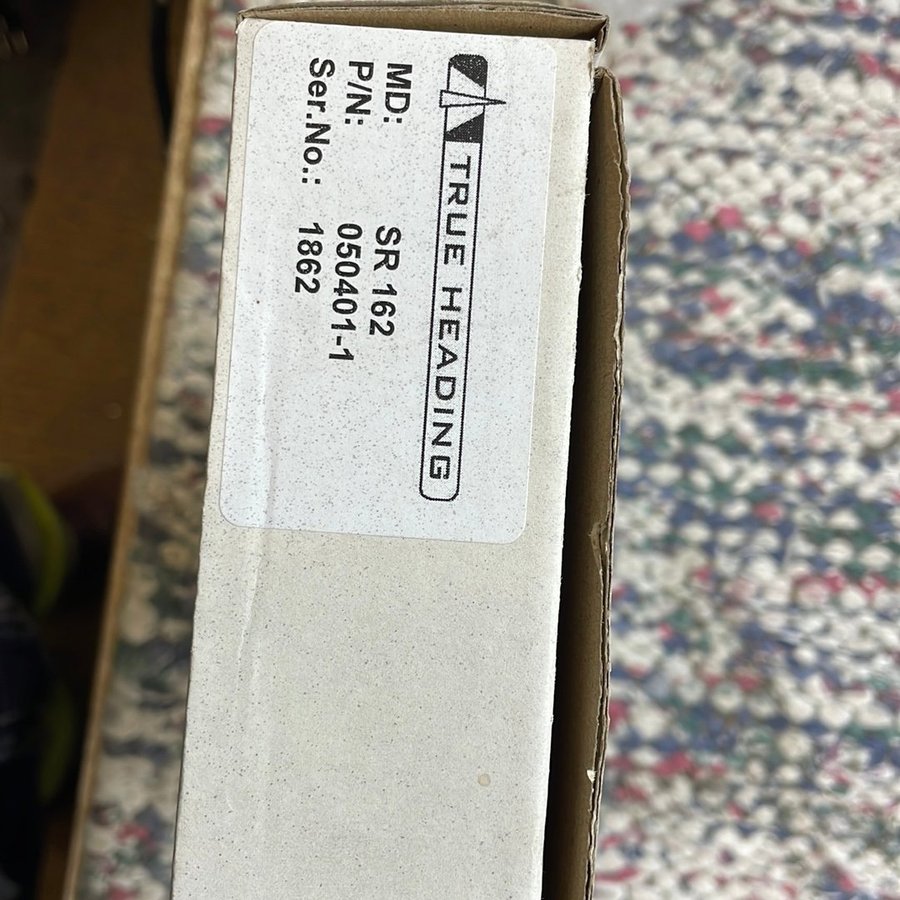 TRUE HEADING
MD: SR 162
P/N: 050401-1
Ser.No.: 1862